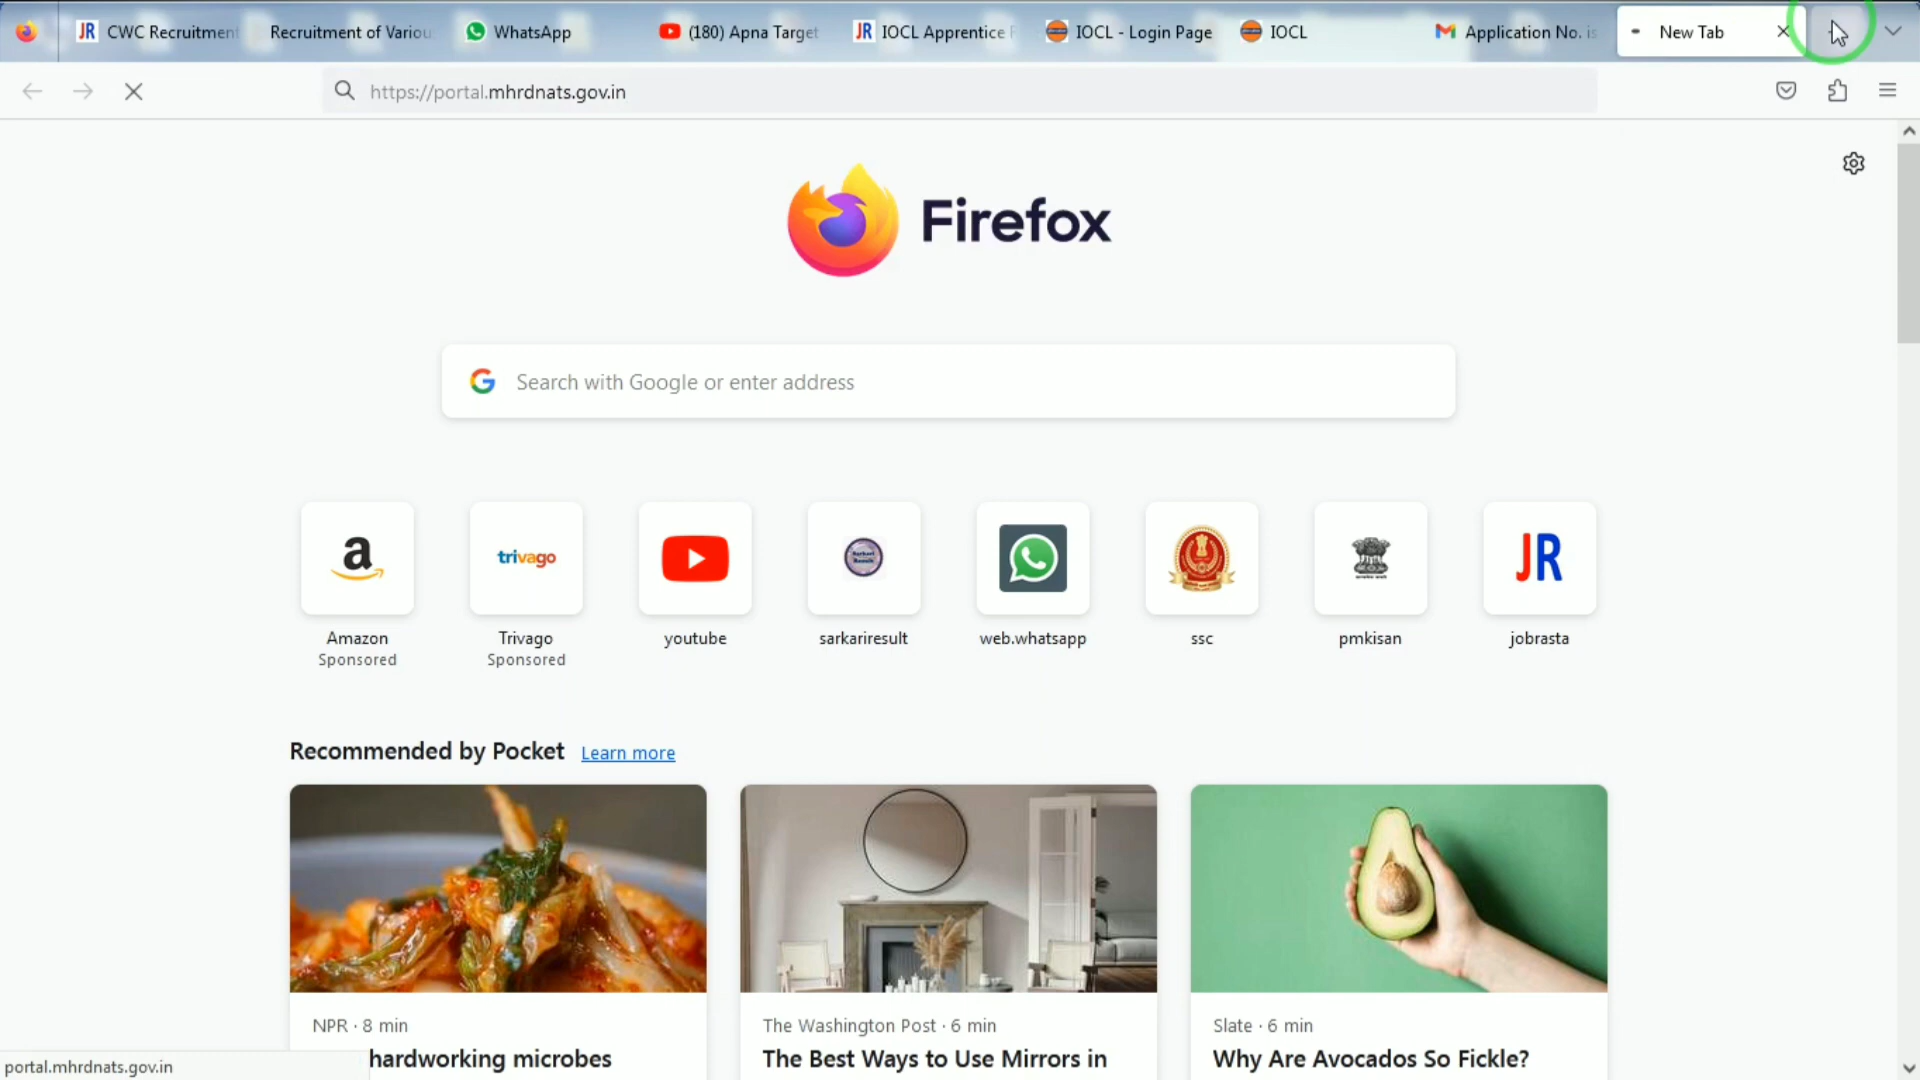 CWC Recruitment
Recruitment of Variou
WhatsApp
(180) Apna Target
IOCL Apprentice
IOCL - Login Page
IOCL
Application No. is
New Tab
https://portal.mhrdnats.gov.in
Firefox
Search with Google or enter address
Amazon
Sponsored
trivago
Trivago
Sponsored
youtube
sarkariresult
web.whatsapp
ssc
pmkisan
JR
jobrasta
Recommended by Pocket Learn more
NPR · 8 min
hardworking microbes
The Washington Post · 6 min
The Best Ways to Use Mirrors in
Slate · 6 min
Why Are Avocados So Fickle?
portal.mhrdnats.gov.in